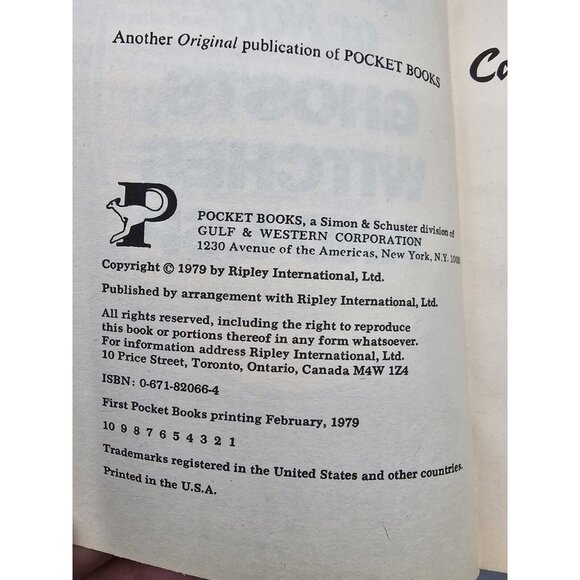 Another Original publication of POCKET BOOKS
Co
GHOSTS,
WITCHES
P
POCKET BOOKS, a Simon & Schuster division of
GULF & WESTERN CORPORATION
1230 Avenue of the Americas, New York, N.Y.
Copyright © 1979 by Ripley International, Ltd.
Published by arrangement with Ripley International, Ltd.
All rights reserved, including the right to reproduce
this book or portions thereof in any form whatsoever.
For information address Ripley International, Ltd.
10 Price Street, Toronto, Ontario, Canada M4W 1Z4
ISBN: 0-671-82066-4
First Pocket Books printing February, 1979
10 9 8 7 6 5 4 3 2 1
Trademarks registered in the United States and other countries.
Printed in the U.S.A.